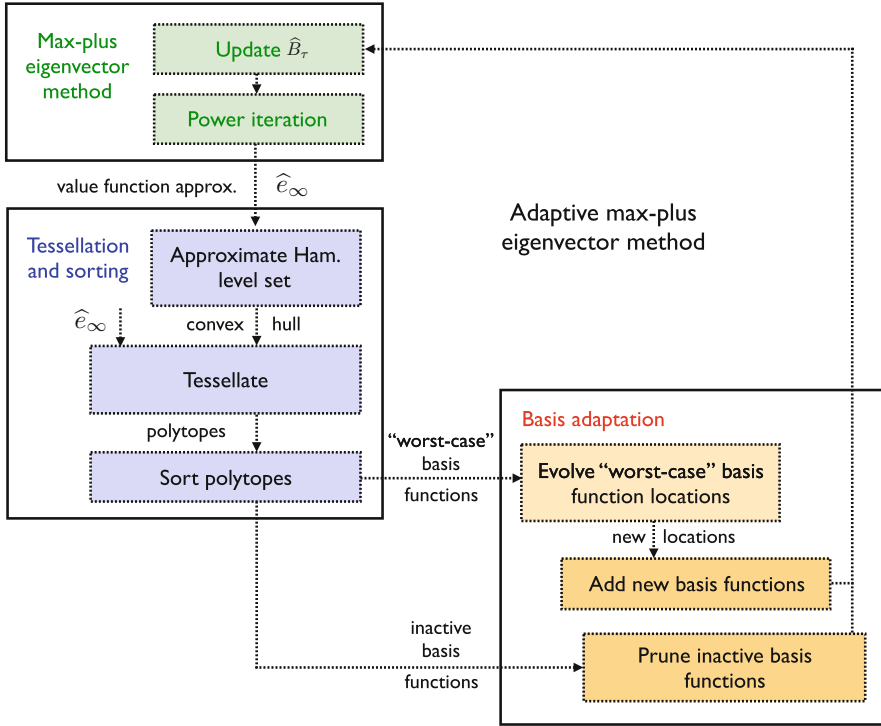 Max-plus
eigenvector
method
Update B̂τ
Power iteration
value function approx. ê∞
Adaptive max-plus
eigenvector method
Tessellation
and sorting
Approximate Ham.
level set
ê∞
convex hull
Tessellate
polytopes
Sort polytopes
“worst-case”
basis
functions
Basis adaptation
Evolve “worst-case” basis
function locations
new locations
Add new basis functions
inactive
basis
functions
Prune inactive basis
functions